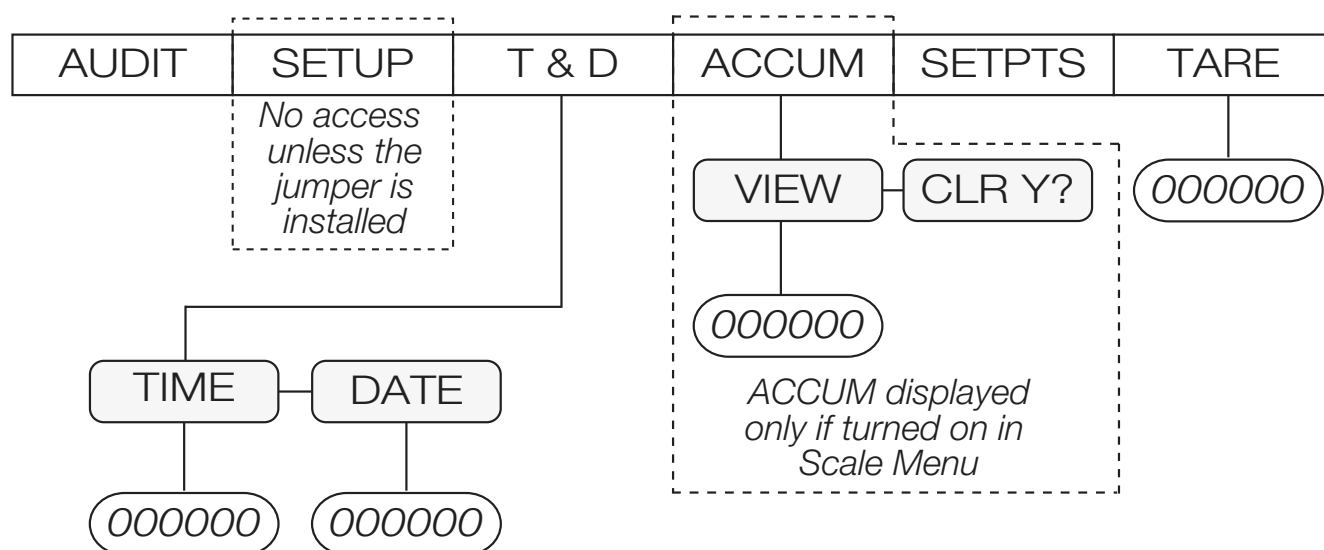 AUDIT SETUP T & D ACCUM SETPTS TARE
No access
unless the
jumper is
installed
VIEW CLR Y? 000000
000000
TIME DATE
ACCUM displayed
only if turned on in
Scale Menu
000000 000000